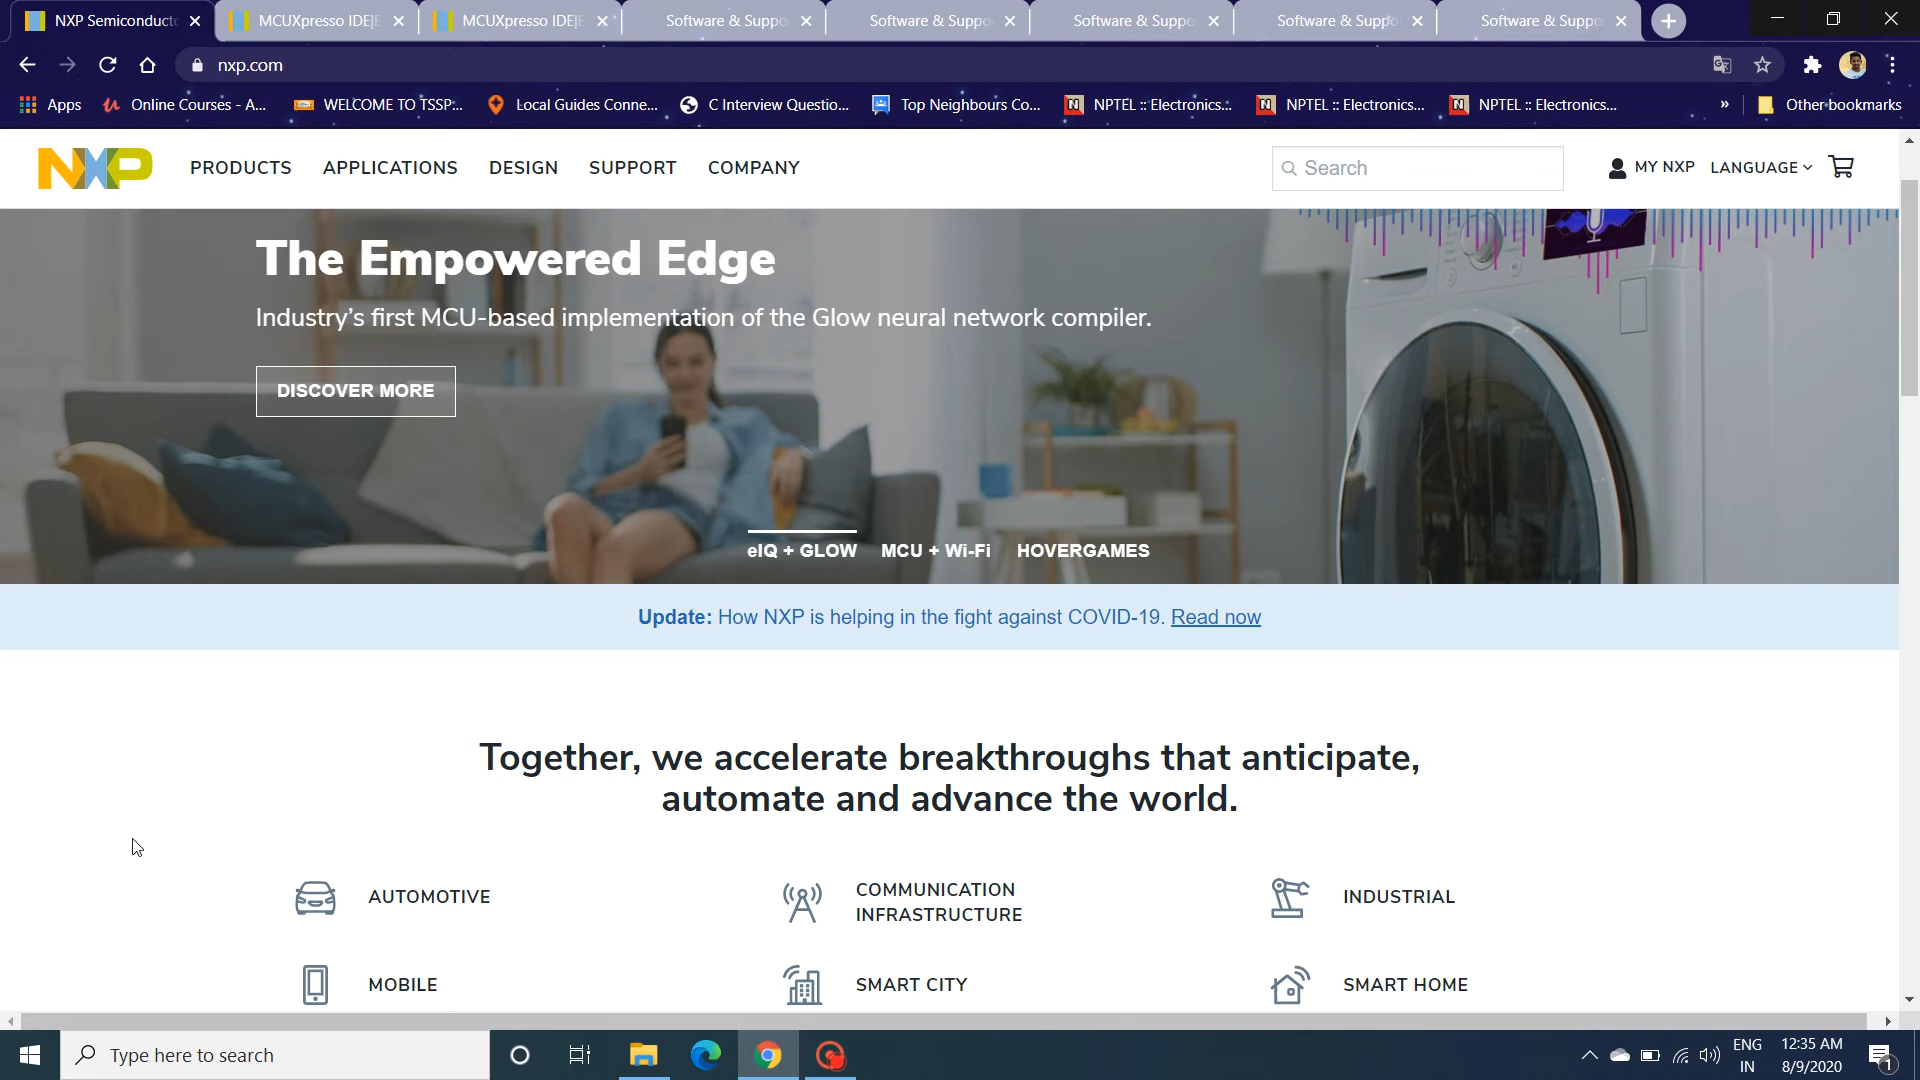 NXP Semiconducto
MCUXpresso IDE|E
MCUXpresso IDE|E
Software & Suppo
Software & Suppo
Software & Suppo
Software & Suppo
Software & Suppo
nxp.com
Apps
Online Courses - A...
WELCOME TO TSSP:...
Local Guides Conne...
C Interview Questio...
Top Neighbours Co...
NPTEL :: Electronics...
NPTEL :: Electronics...
NPTEL :: Electronics...
»
Other bookmarks
NXP
PRODUCTS
APPLICATIONS
DESIGN
SUPPORT
COMPANY
Search
MY NXP
LANGUAGE
The Empowered Edge
Industry's first MCU-based implementation of the Glow neural network compiler.
DISCOVER MORE
eIQ + GLOW
MCU + Wi-Fi
HOVERGAMES
Update: How NXP is helping in the fight against COVID-19. Read now
Together, we accelerate breakthroughs that anticipate,
automate and advance the world.
AUTOMOTIVE
COMMUNICATION
INFRASTRUCTURE
INDUSTRIAL
MOBILE
SMART CITY
SMART HOME
Type here to search
ENG
IN
12:35 AM
8/9/2020
1